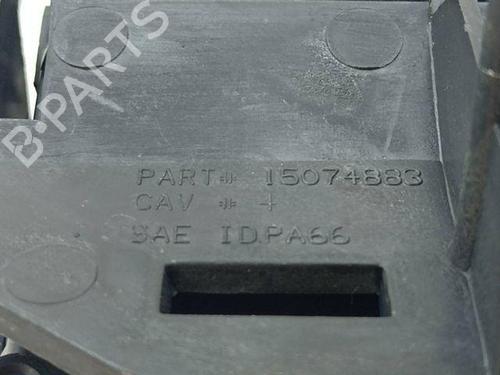 B-PARTS
PART# 15074883
CAV # 4
SAE IDPA66